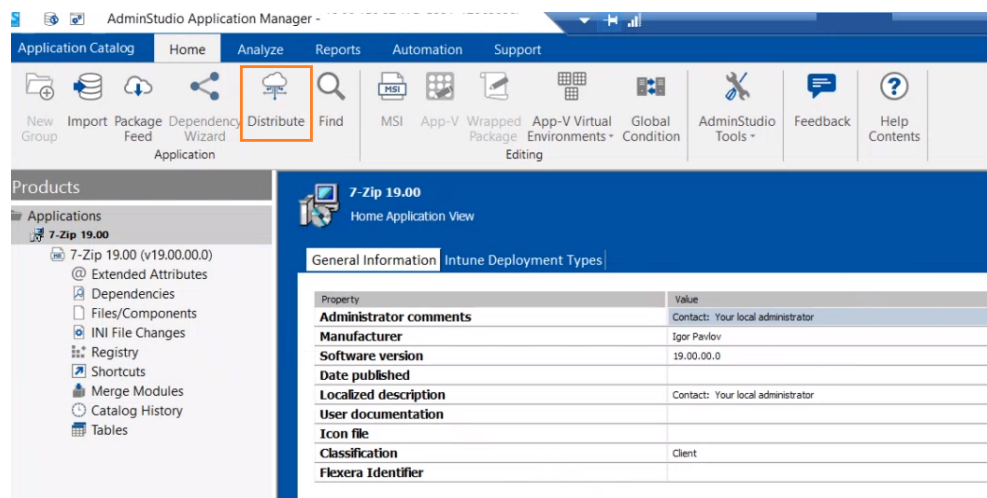 AdminStudio Application Manager -
Application Catalog Home Analyze Reports Automation Support
New Group Import Package Feed Dependency Wizard Distribute Find MSI App-V Wrapped Package App-V Virtual Environments Global Condition AdminStudio Tools Feedback Help Contents
MSI
Application Editing
Products
Applications
7-Zip 19.00
7-Zip 19.00 (v19.00.00.0)
@ Extended Attributes
Dependencies
Files/Components
INI File Changes
Registry
Shortcuts
Merge Modules
Catalog History
Tables
7-Zip 19.00
Home Application View
General Information Intune Deployment Types
Property Value
Administrator comments Contact: Your local administrator
Manufacturer Igor Pavlov
Software version 19.00.00.0
Date published
Localized description Contact: Your local administrator
User documentation
Icon file
Classification Client
Flexera Identifier